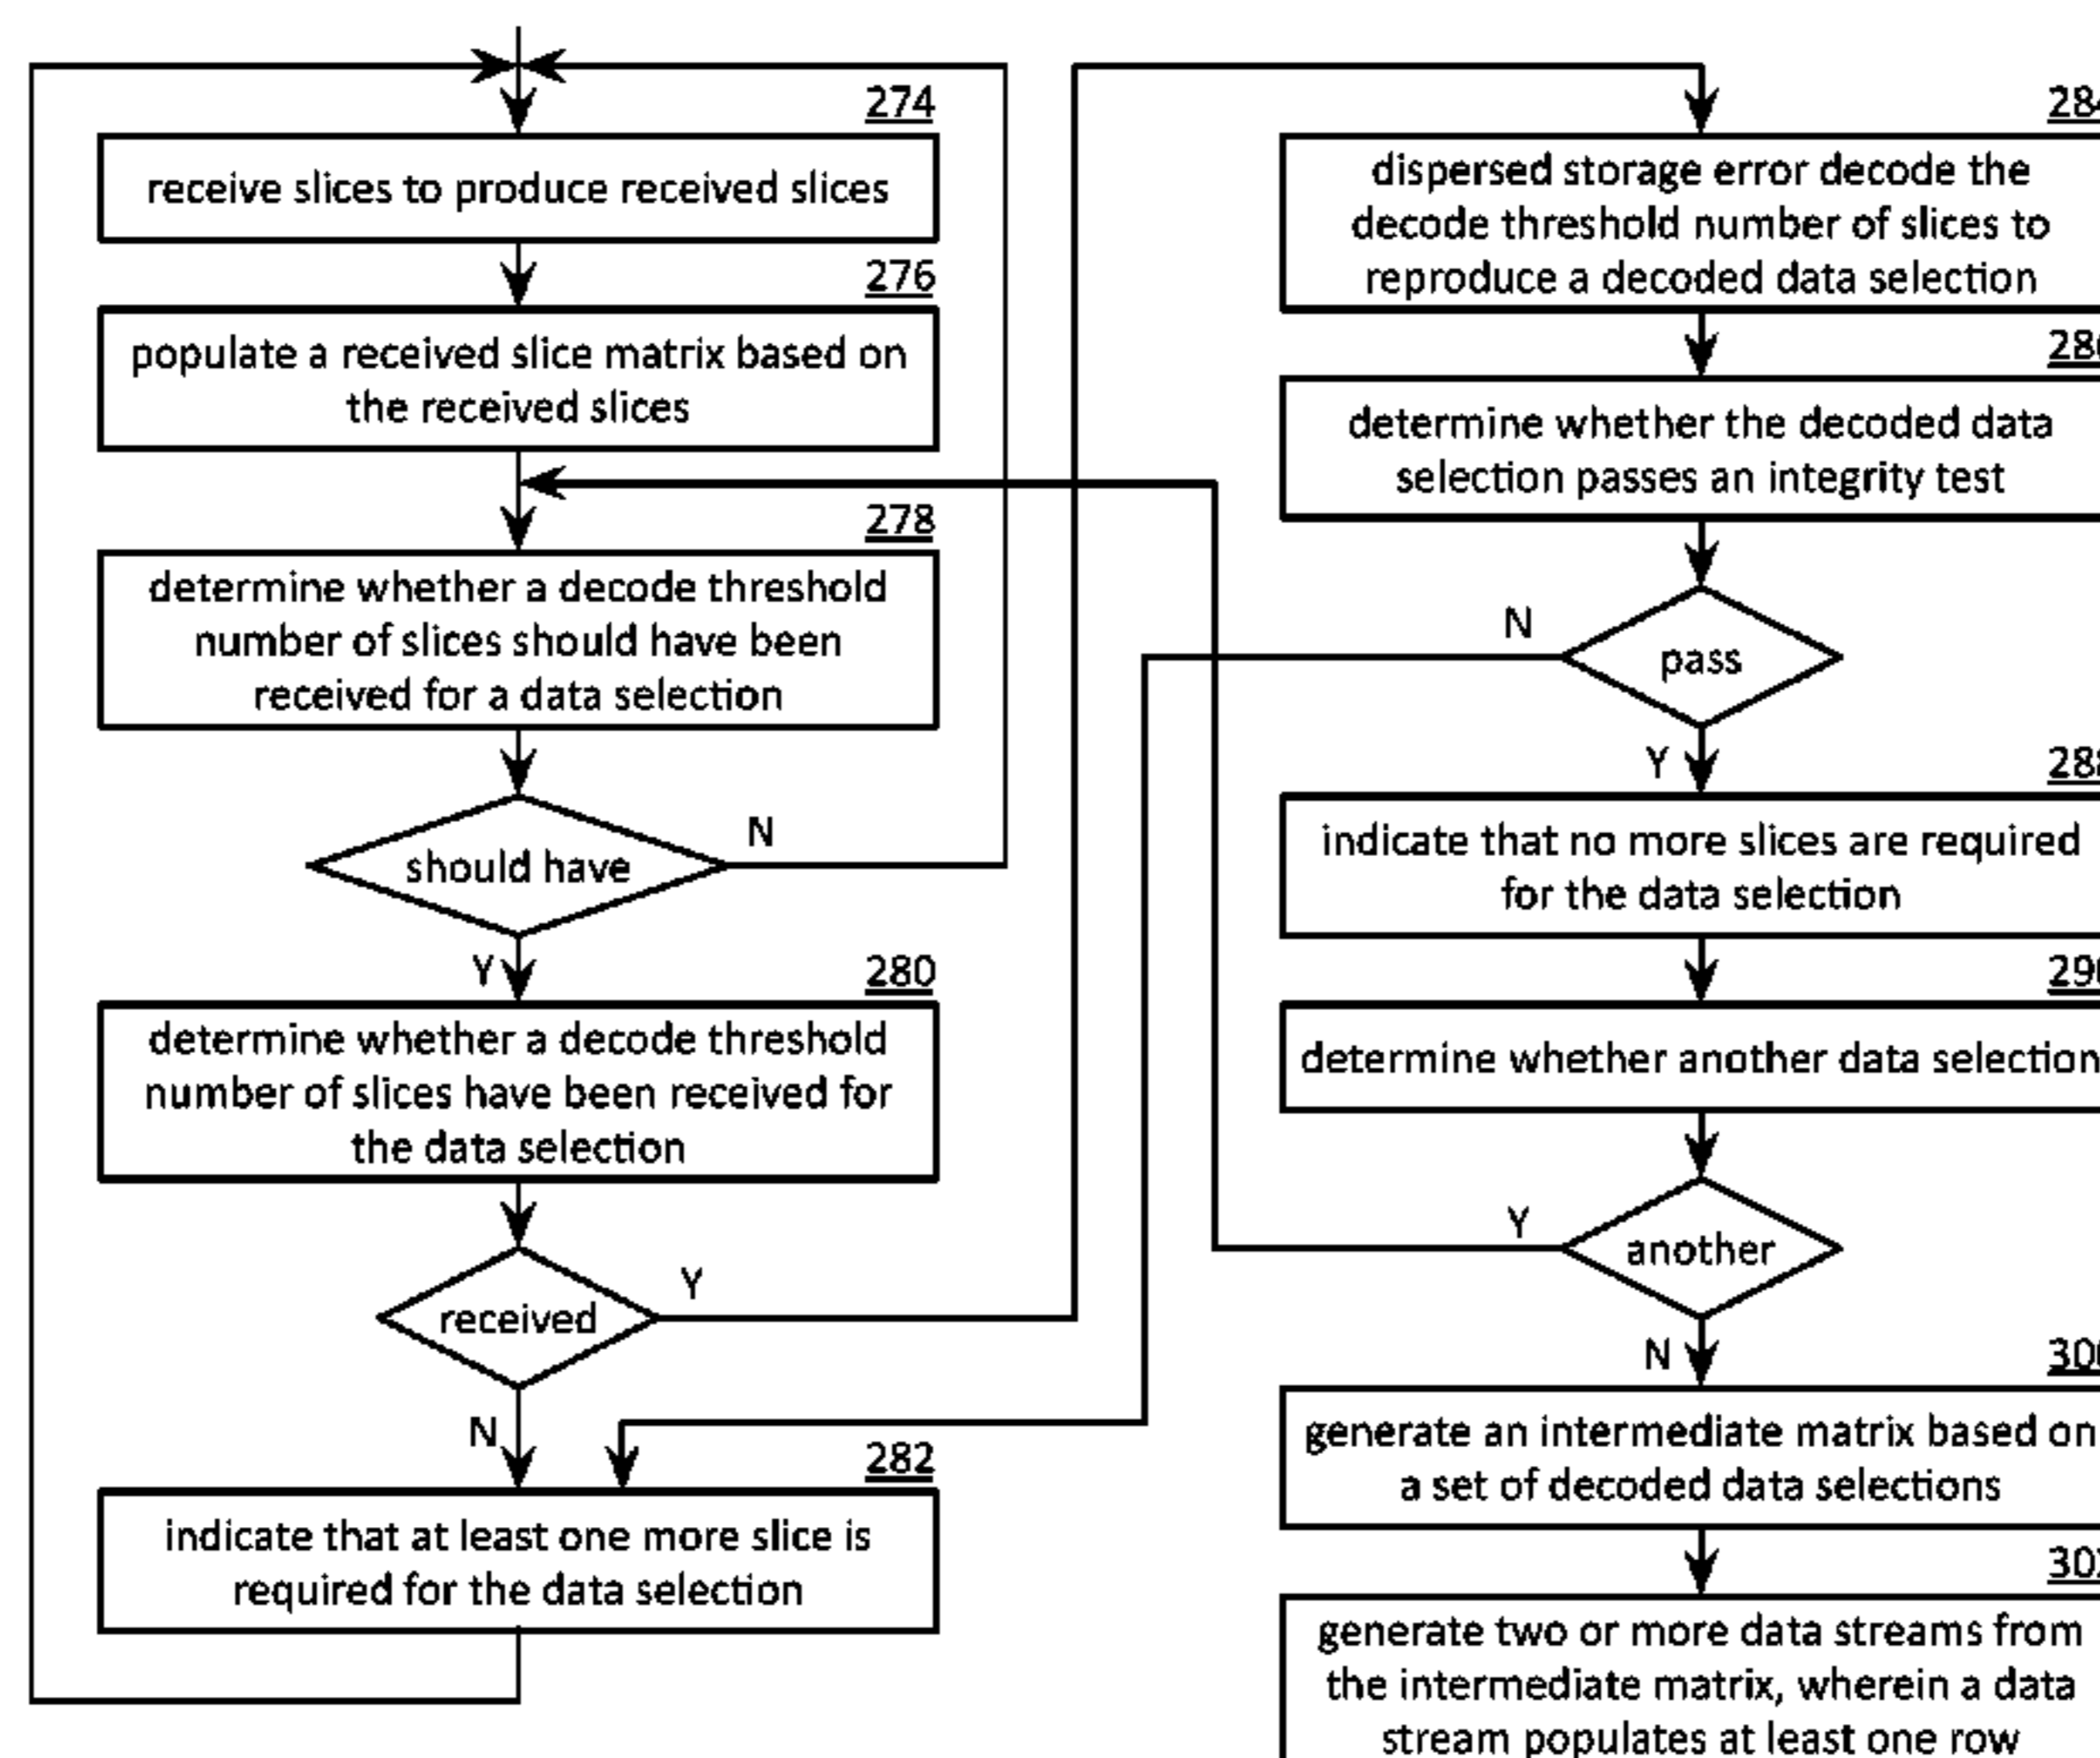 274
receive slices to produce received slices
276
populate a received slice matrix based on
the received slices
278
determine whether a decode threshold
number of slices should have been
received for a data selection
should have
N
Y
280
determine whether a decode threshold
number of slices have been received for
the data selection
received
Y
N
282
indicate that at least one more slice is
required for the data selection
dispersed storage error decode the
decode threshold number of slices to
reproduce a decoded data selection
determine whether the decoded data
selection passes an integrity test
N
pass
Y
indicate that no more slices are required
for the data selection
determine whether another data selection
Y
another
N
generate an intermediate matrix based on
a set of decoded data selections
generate two or more data streams from
the intermediate matrix, wherein a data
stream populates at least one row